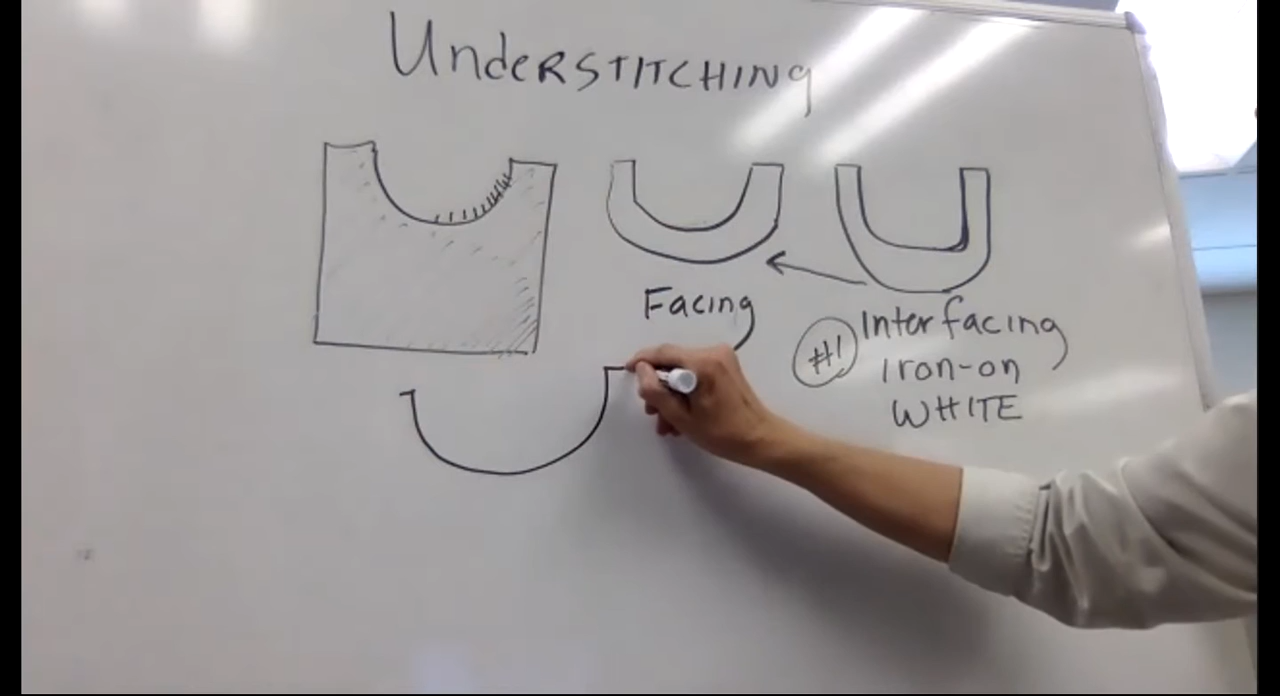 UndeRSTITCHINg
Facing
#1
Interfacing
Iron-on
WHITE